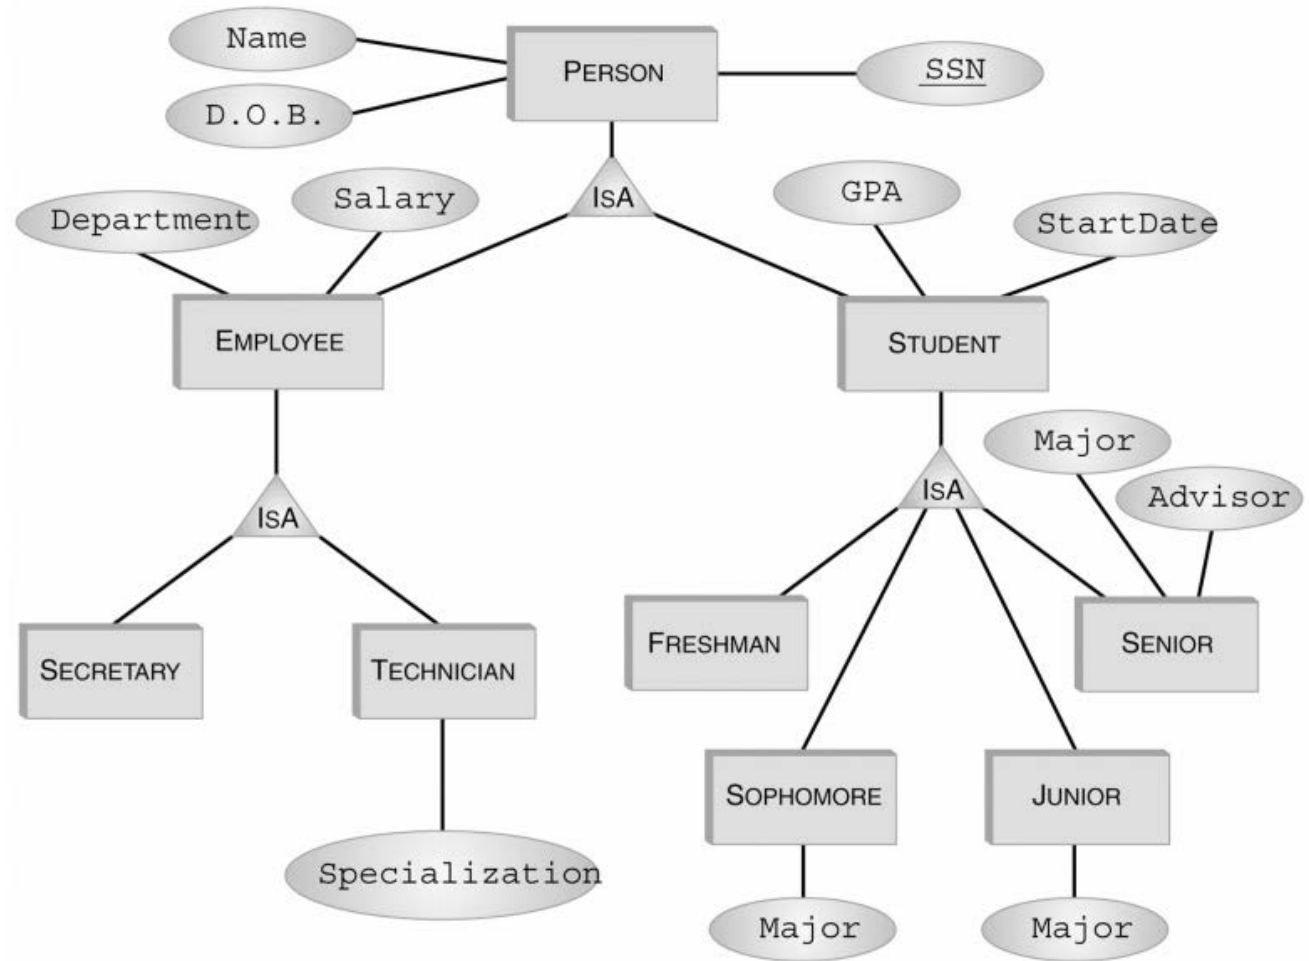 Name
PERSON
SSN
D.O.B.
Department
Salary
ISA
GPA
StartDate
EMPLOYEE
STUDENT
Major
ISA
Advisor
ISA
SECRETARY
TECHNICIAN
FRESHMAN
SENIOR
SOPHOMORE
JUNIOR
Specialization
Major
Major